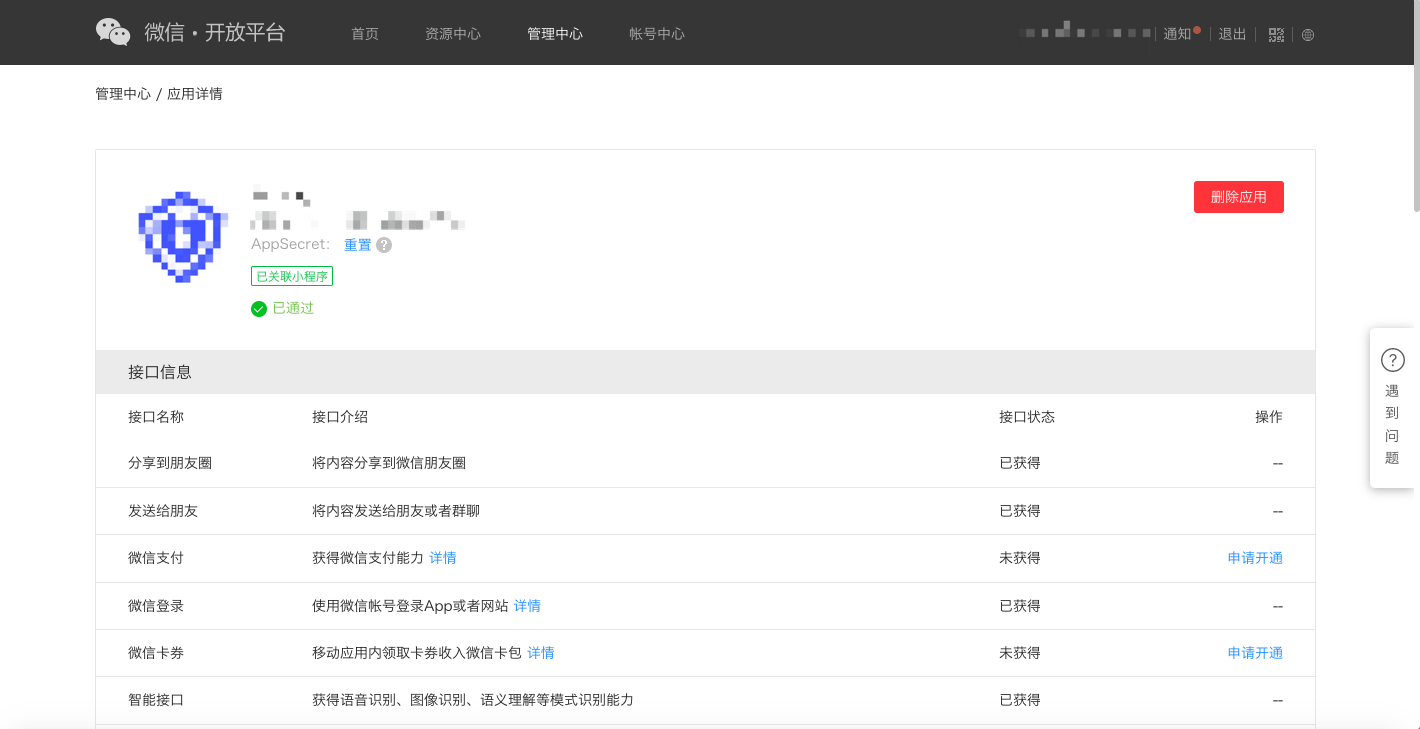 微信·开放平台 首页 资源中心 管理中心 帐号中心 通知 退出
管理中心 / 应用详情
删除应用
AppSecret: 重置 ?
已关联小程序
已通过
接口信息
接口名称 接口介绍 接口状态 操作
分享到朋友圈 将内容分享到微信朋友圈 已获得 --
发送给朋友 将内容发送给朋友或者群聊 已获得 --
微信支付 获得微信支付能力 详情 未获得 申请开通
微信登录 使用微信帐号登录App或者网站 详情 已获得 --
微信卡券 移动应用内领取卡券收入微信卡包 详情 未获得 申请开通
智能接口 获得语音识别、图像识别、语义理解等模式识别能力 已获得 --
?
遇
到
问
题